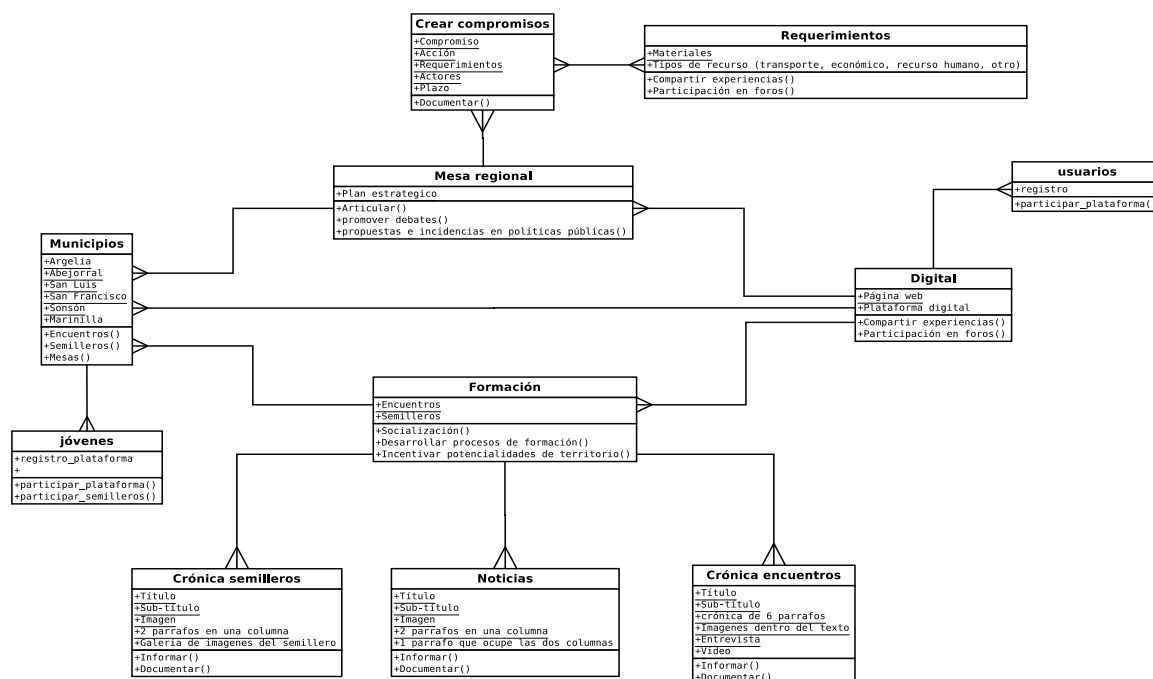 Crear compromisos
+Compromiso
+Acción
+Requerimientos
+Actores
+Plazo
+Documentar()
Requerimientos
+Materiales
+Tipos de recurso (transporte, económico, recurso humano, otro)
+Compartir experiencias()
+Participación en foros()
Mesa regional
+Plan estrategico
+Articular()
+promover debates()
+propuestas e incidencias en políticas públicas()
usuarios
+registro
+participar_plataforma()
Municipios
+Argelia
+Abejorral
+San Luis
+San Francisco
+Sonsón
+Marinilla
+Encuentros()
+Semilleros()
+Mesas()
Digital
+Página web
+Plataforma digital
+Compartir experiencias()
+Participación en foros()
Formación
+Encuentros
+Semilleros
+Socialización()
+Desarrollar procesos de formación()
+Incentivar potencialidades de territorio()
jóvenes
+registro_plataforma
+
+participar_plataforma()
+participar_semilleros()
Crónica semilleros
+Título
+Sub-título
+Imagen
+2 parrafos en una columna
+Galeria de imagenes del semillero
+Informar()
+Documentar()
Noticias
+Título
+Sub-título
+Imagen
+2 parrafos en una columna
+1 parrafo que ocupe las dos columnas
+Informar()
+Documentar()
Crónica encuentros
+Título
+Sub-título
+crónica de 6 parrafos
+Imagenes dentro del texto
+Entrevista
+Video
+Informar()
+Documentar()